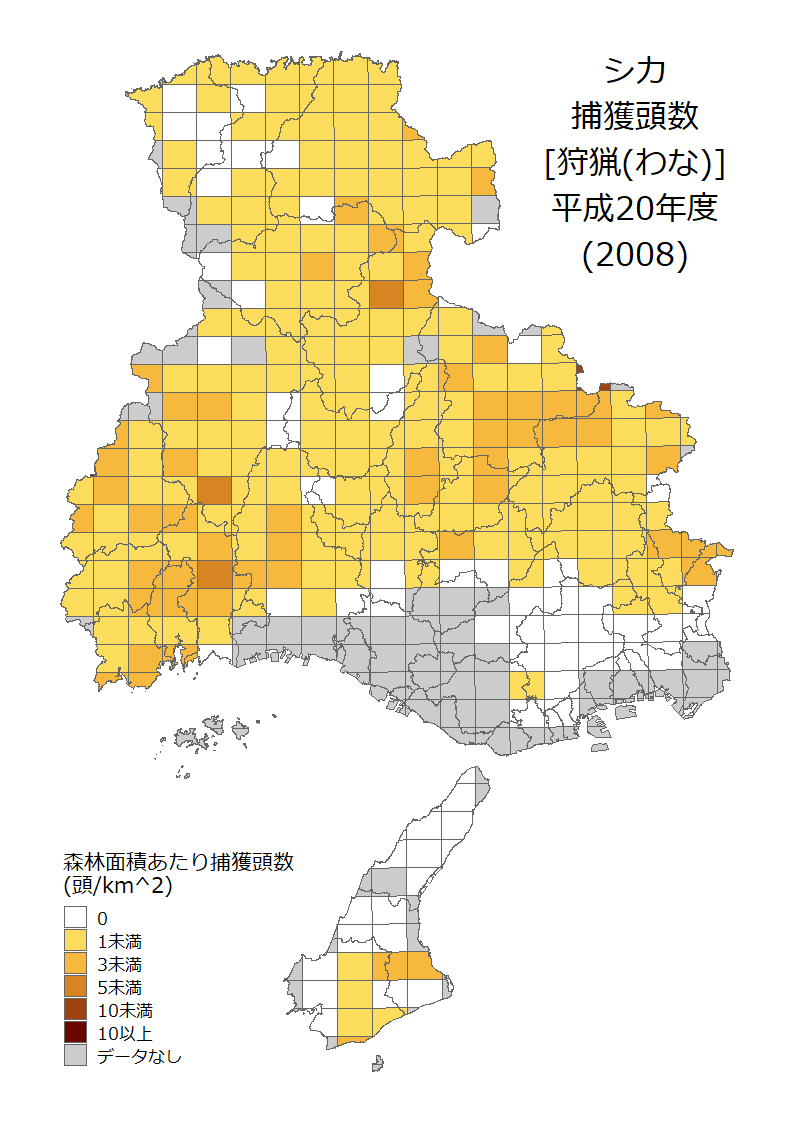 シカ
捕獲頭数
[狩猟(わな)]
平成20年度
(2008)
森林面積あたり捕獲頭数
(頭/km^2)
0
1未満
3未満
5未満
10未満
10以上
データなし